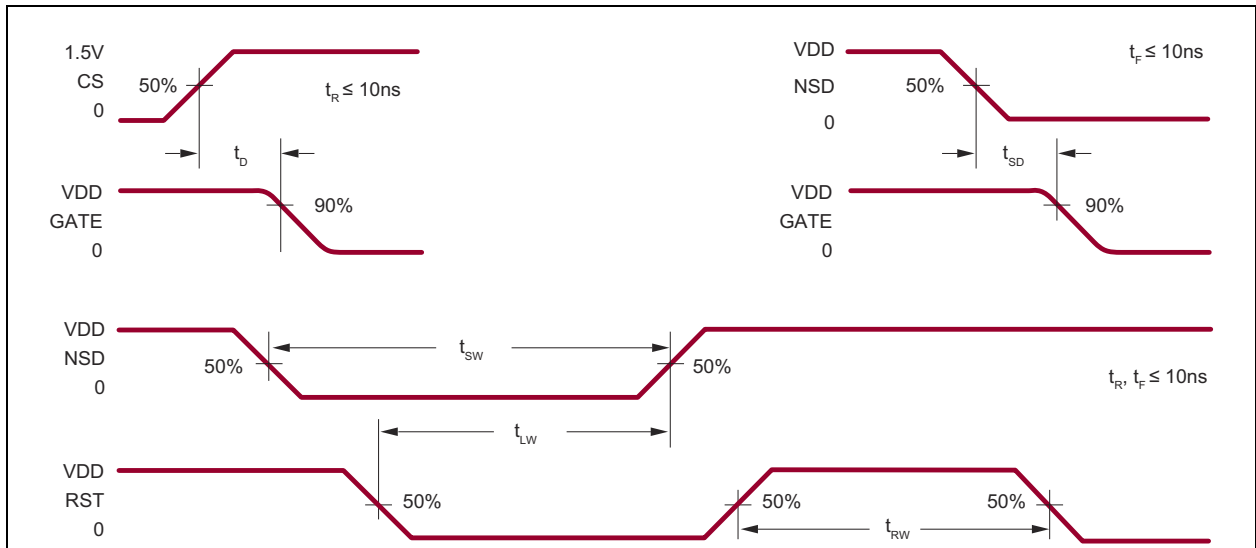 1.5V
CS
0
50%
t_R ≤ 10ns
t_D
VDD
GATE
0
90%
VDD
NSD
0
50%
t_F ≤ 10ns
t_SD
VDD
GATE
0
90%
VDD
NSD
0
50%
t_SW
50%
t_R, t_F ≤ 10ns
t_LW
VDD
RST
0
50%
50%
50%
t_RW